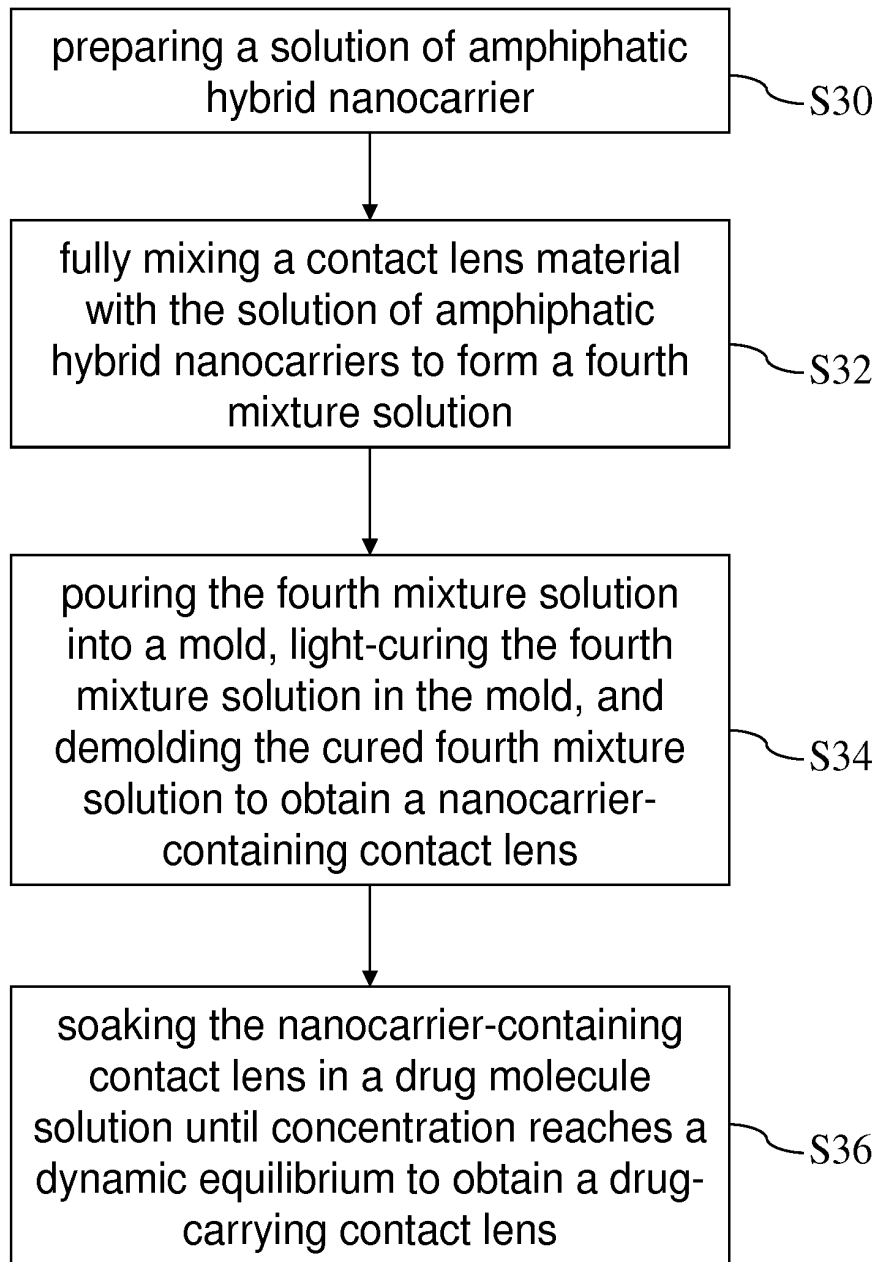 preparing a solution of amphiphatic
hybrid nanocarrier
S30
fully mixing a contact lens material
with the solution of amphiphatic
hybrid nanocarriers to form a fourth
mixture solution
S32
pouring the fourth mixture solution
into a mold, light-curing the fourth
mixture solution in the mold, and
demolding the cured fourth mixture
solution to obtain a nanocarrier-
containing contact lens
S34
soaking the nanocarrier-containing
contact lens in a drug molecule
solution until concentration reaches a
dynamic equilibrium to obtain a drug-
carrying contact lens
S36